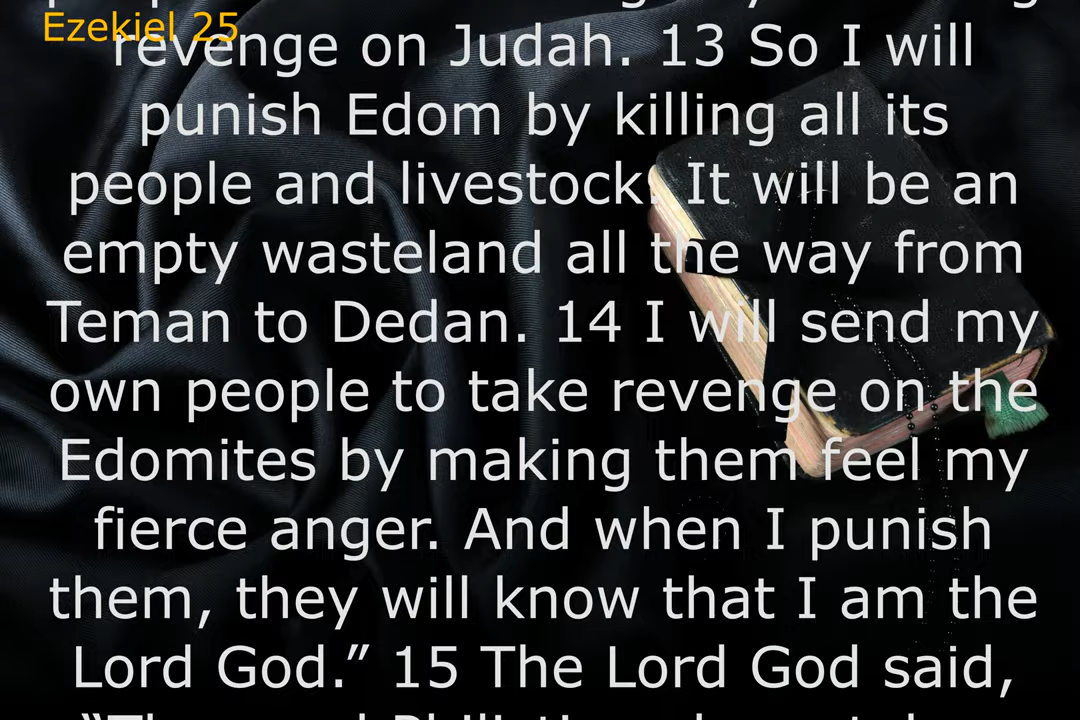 Ezekiel 25
revenge on Judah. 13 So I will
punish Edom by killing all its
people and livestock. It will be an
empty wasteland all the way from
Teman to Dedan. 14 I will send my
own people to take revenge on the
Edomites by making them feel my
fierce anger. And when I punish
them, they will know that I am the
Lord God.” 15 The Lord God said,